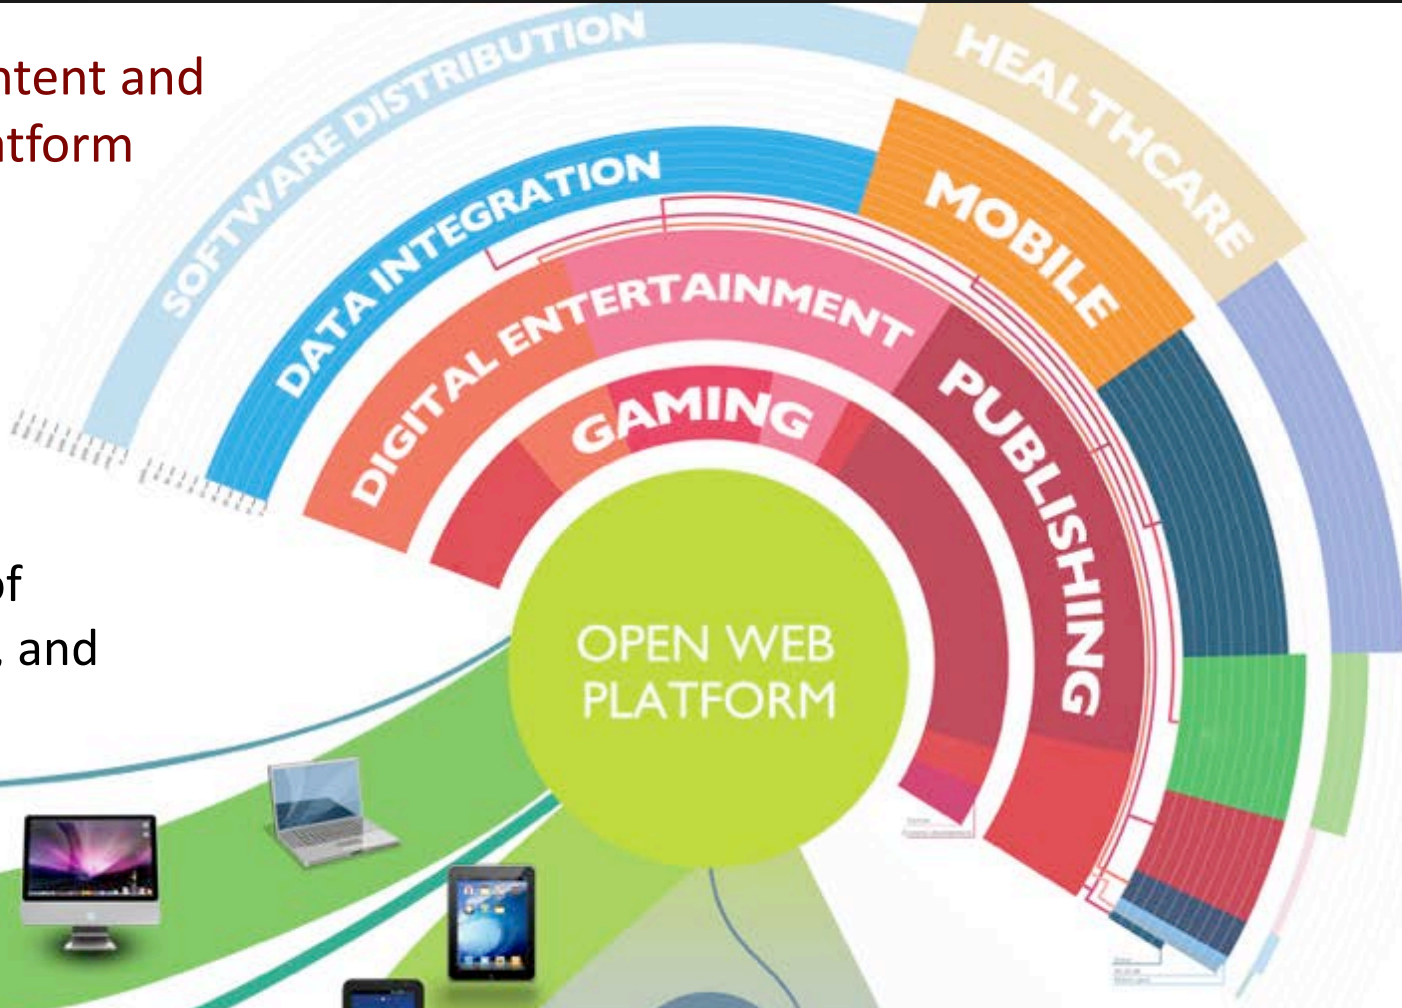 ntent and
atform
SOFTWARE DISTRIBUTION
HEALTHCARE
DATA INTEGRATION
MOBILE
DIGITAL ENTERTAINMENT
PUBLISHING
GAMING
OPEN WEB
PLATFORM
of
, and